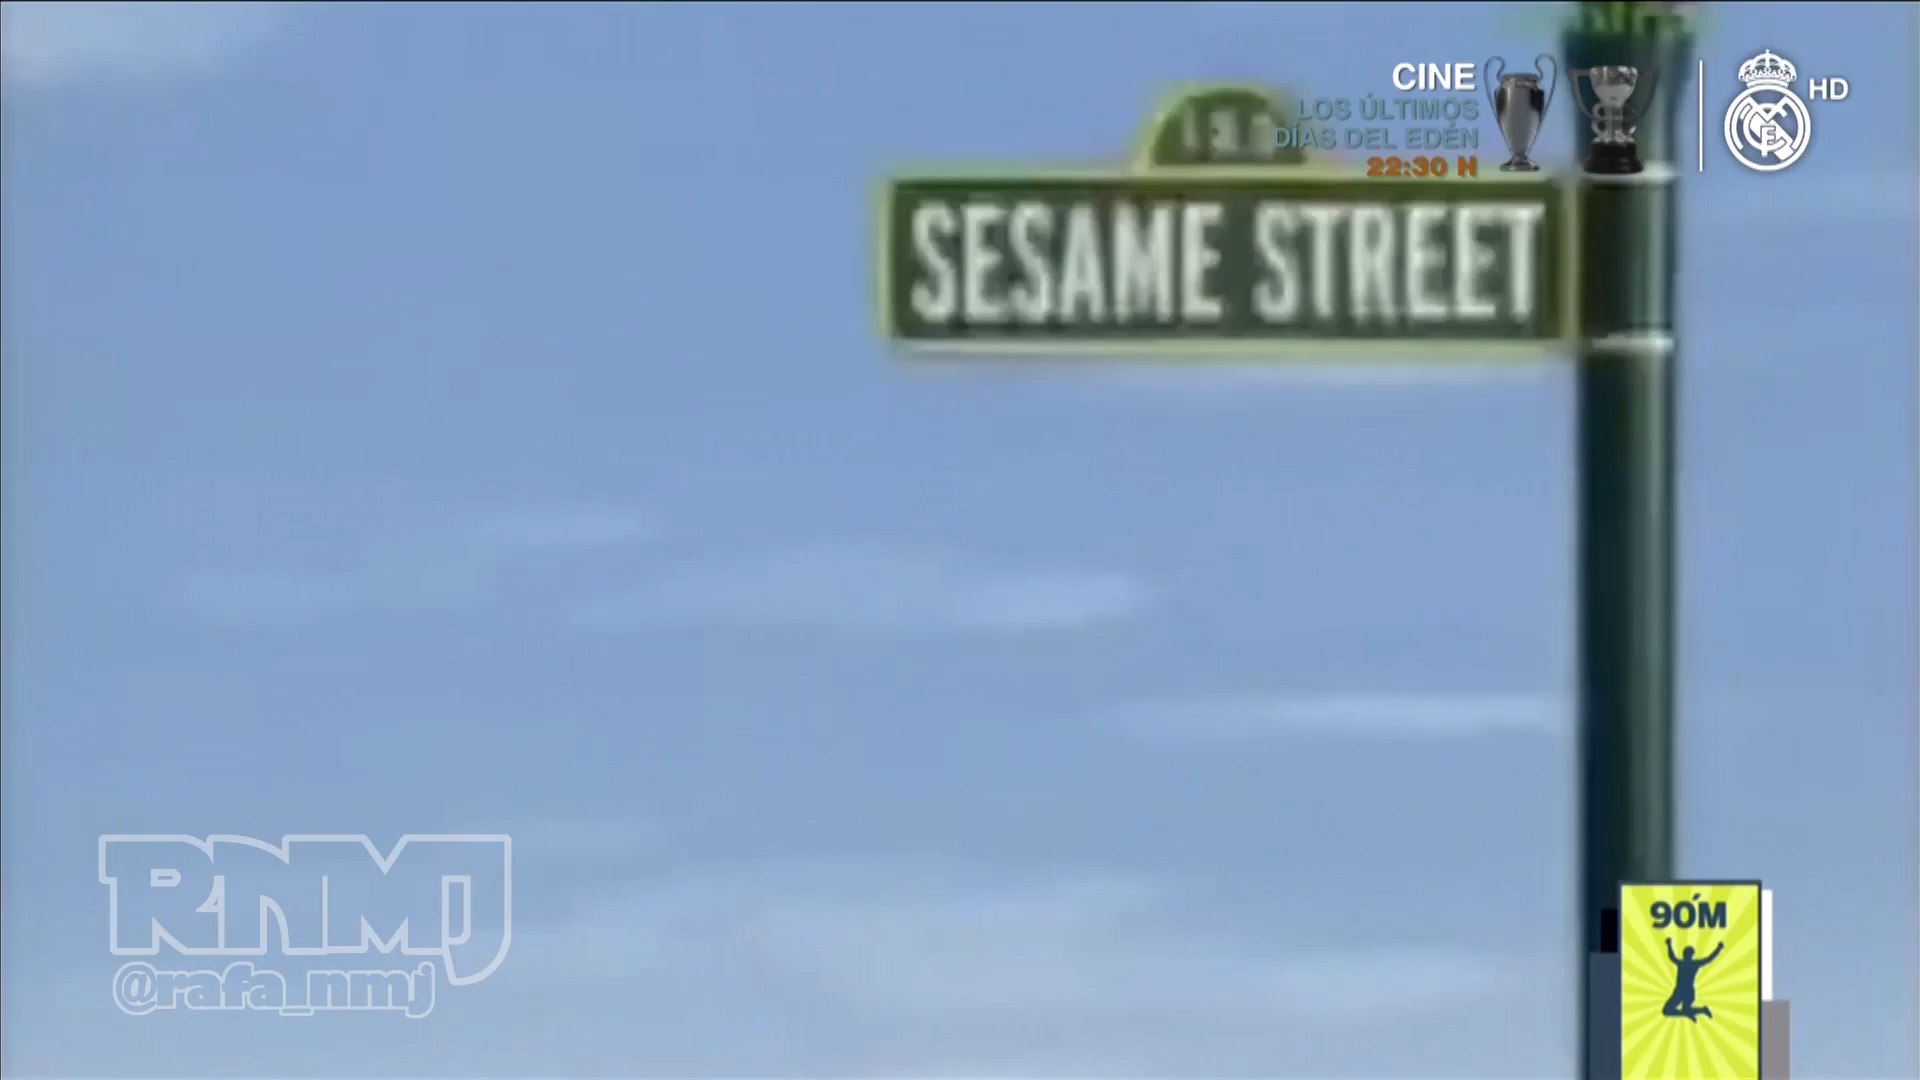 CINE
LOS ÚLTIMOS
DÍAS DEL EDÉN
22:30 H
HD
SESAME STREET
90´M
RNMJ
@rafa_nmj